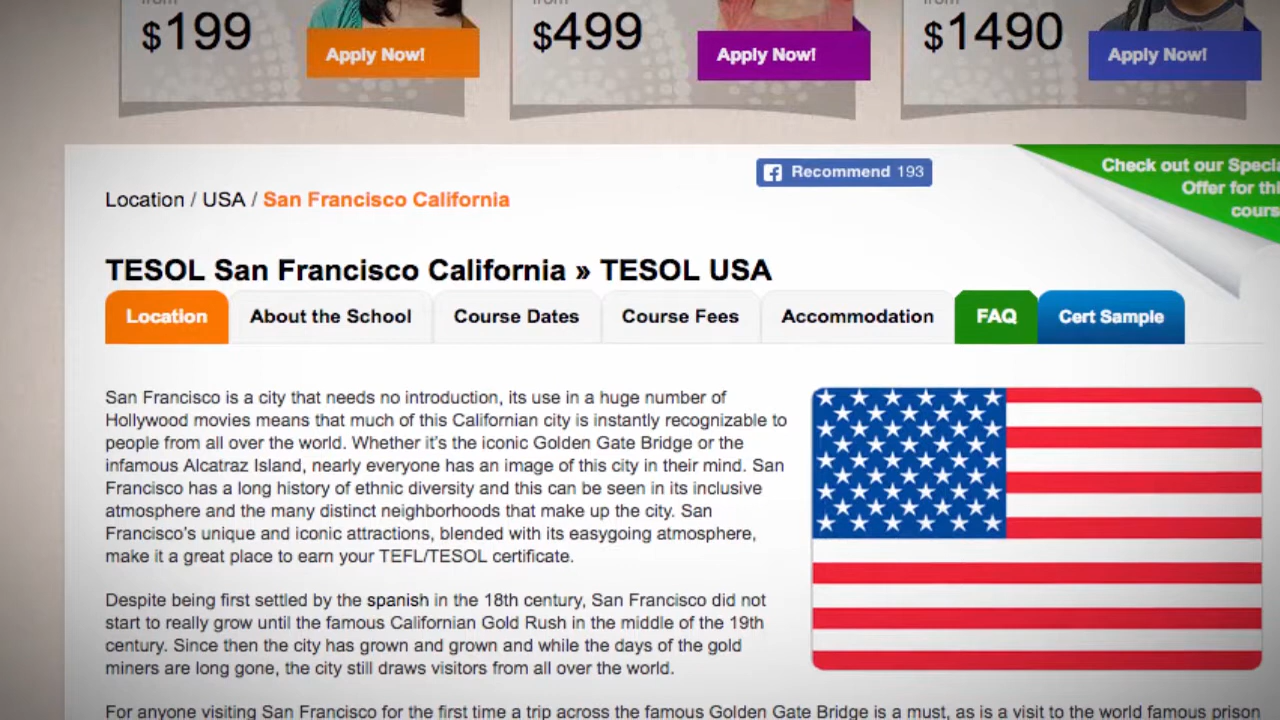 from
from
from
$199
$499
$1490
Apply Now!
Apply Now!
Apply Now!
Check out our Specia
Offer for thi
cours
Recommend 193
Location / USA / San Francisco California
TESOL San Francisco California » TESOL USA
Location
About the School
Course Dates
Course Fees
Accommodation
FAQ
Cert Sample
San Francisco is a city that needs no introduction, its use in a huge number of
Hollywood movies means that much of this Californian city is instantly recognizable to
people from all over the world. Whether it's the iconic Golden Gate Bridge or the
infamous Alcatraz Island, nearly everyone has an image of this city in their mind. San
Francisco has a long history of ethnic diversity and this can be seen in its inclusive
atmosphere and the many distinct neighborhoods that make up the city. San
Francisco's unique and iconic attractions, blended with its easygoing atmosphere,
make it a great place to earn your TEFL/TESOL certificate.
Despite being first settled by the spanish in the 18th century, San Francisco did not
start to really grow until the famous Californian Gold Rush in the middle of the 19th
century. Since then the city has grown and grown and while the days of the gold
miners are long gone, the city still draws visitors from all over the world.
For anyone visiting San Francisco for the first time a trip across the famous Golden Gate Bridge is a must, as is a visit to the world famous prison